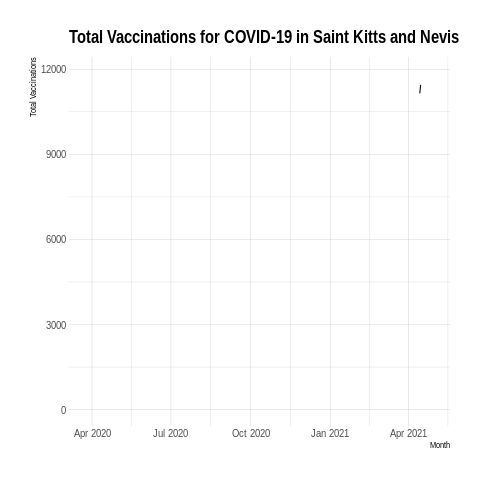 Total Vaccinations for COVID-19 in Saint Kitts and Nevis
Total Vaccinations
12000
9000
6000
3000
0
Apr 2020 Jul 2020 Oct 2020 Jan 2021 Apr 2021
Month